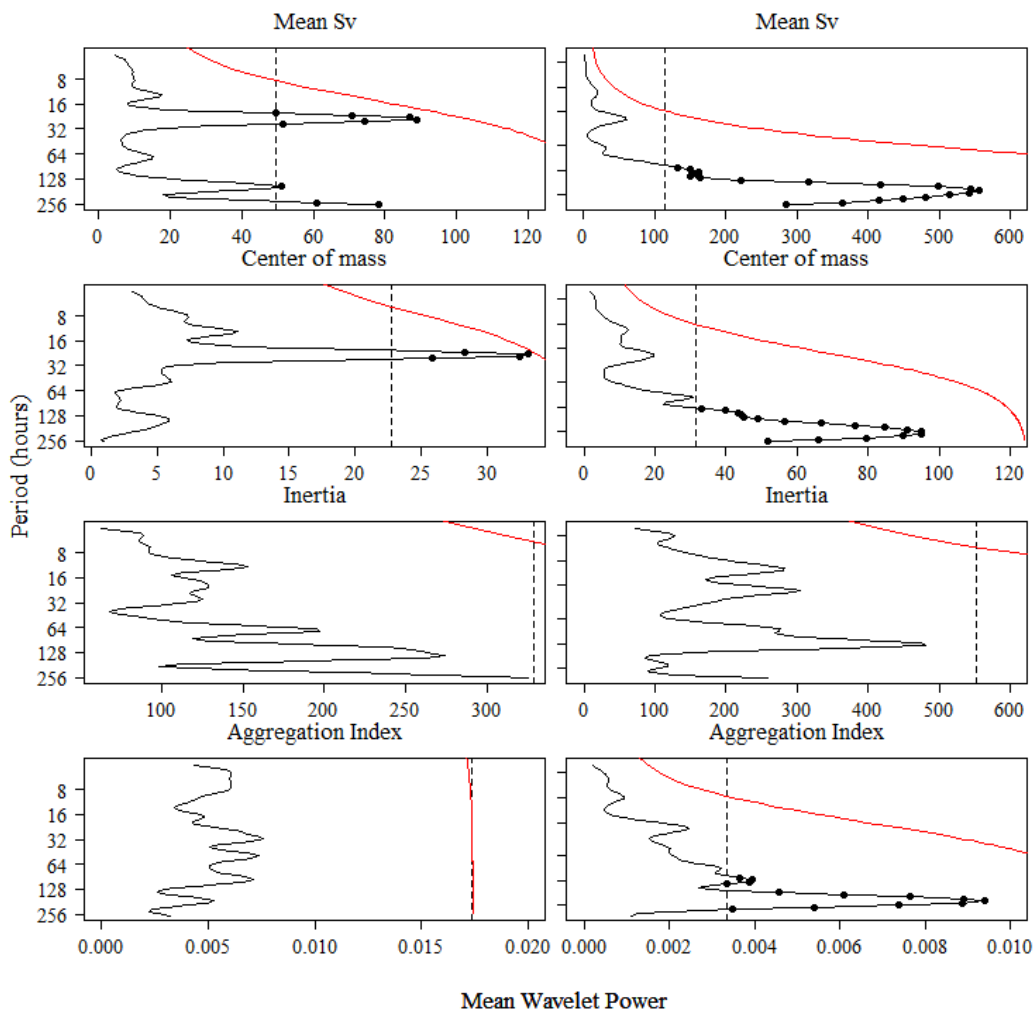 Mean Sv Mean Sv
8
16
32
64
128
256
0 20 40 60 80 100 120 0 100 200 300 400 500 600
Center of mass Center of mass
8
16
32
64
128
256
0 5 10 15 20 25 30 0 20 40 60 80 100 120
Inertia Inertia
8
16
32
64
128
256
100 150 200 250 300 0 100 200 300 400 500 600
Aggregation Index Aggregation Index
8
16
32
64
128
256
0.000 0.005 0.010 0.015 0.020 0.000 0.002 0.004 0.006 0.008 0.010
Period (hours)
Mean Wavelet Power